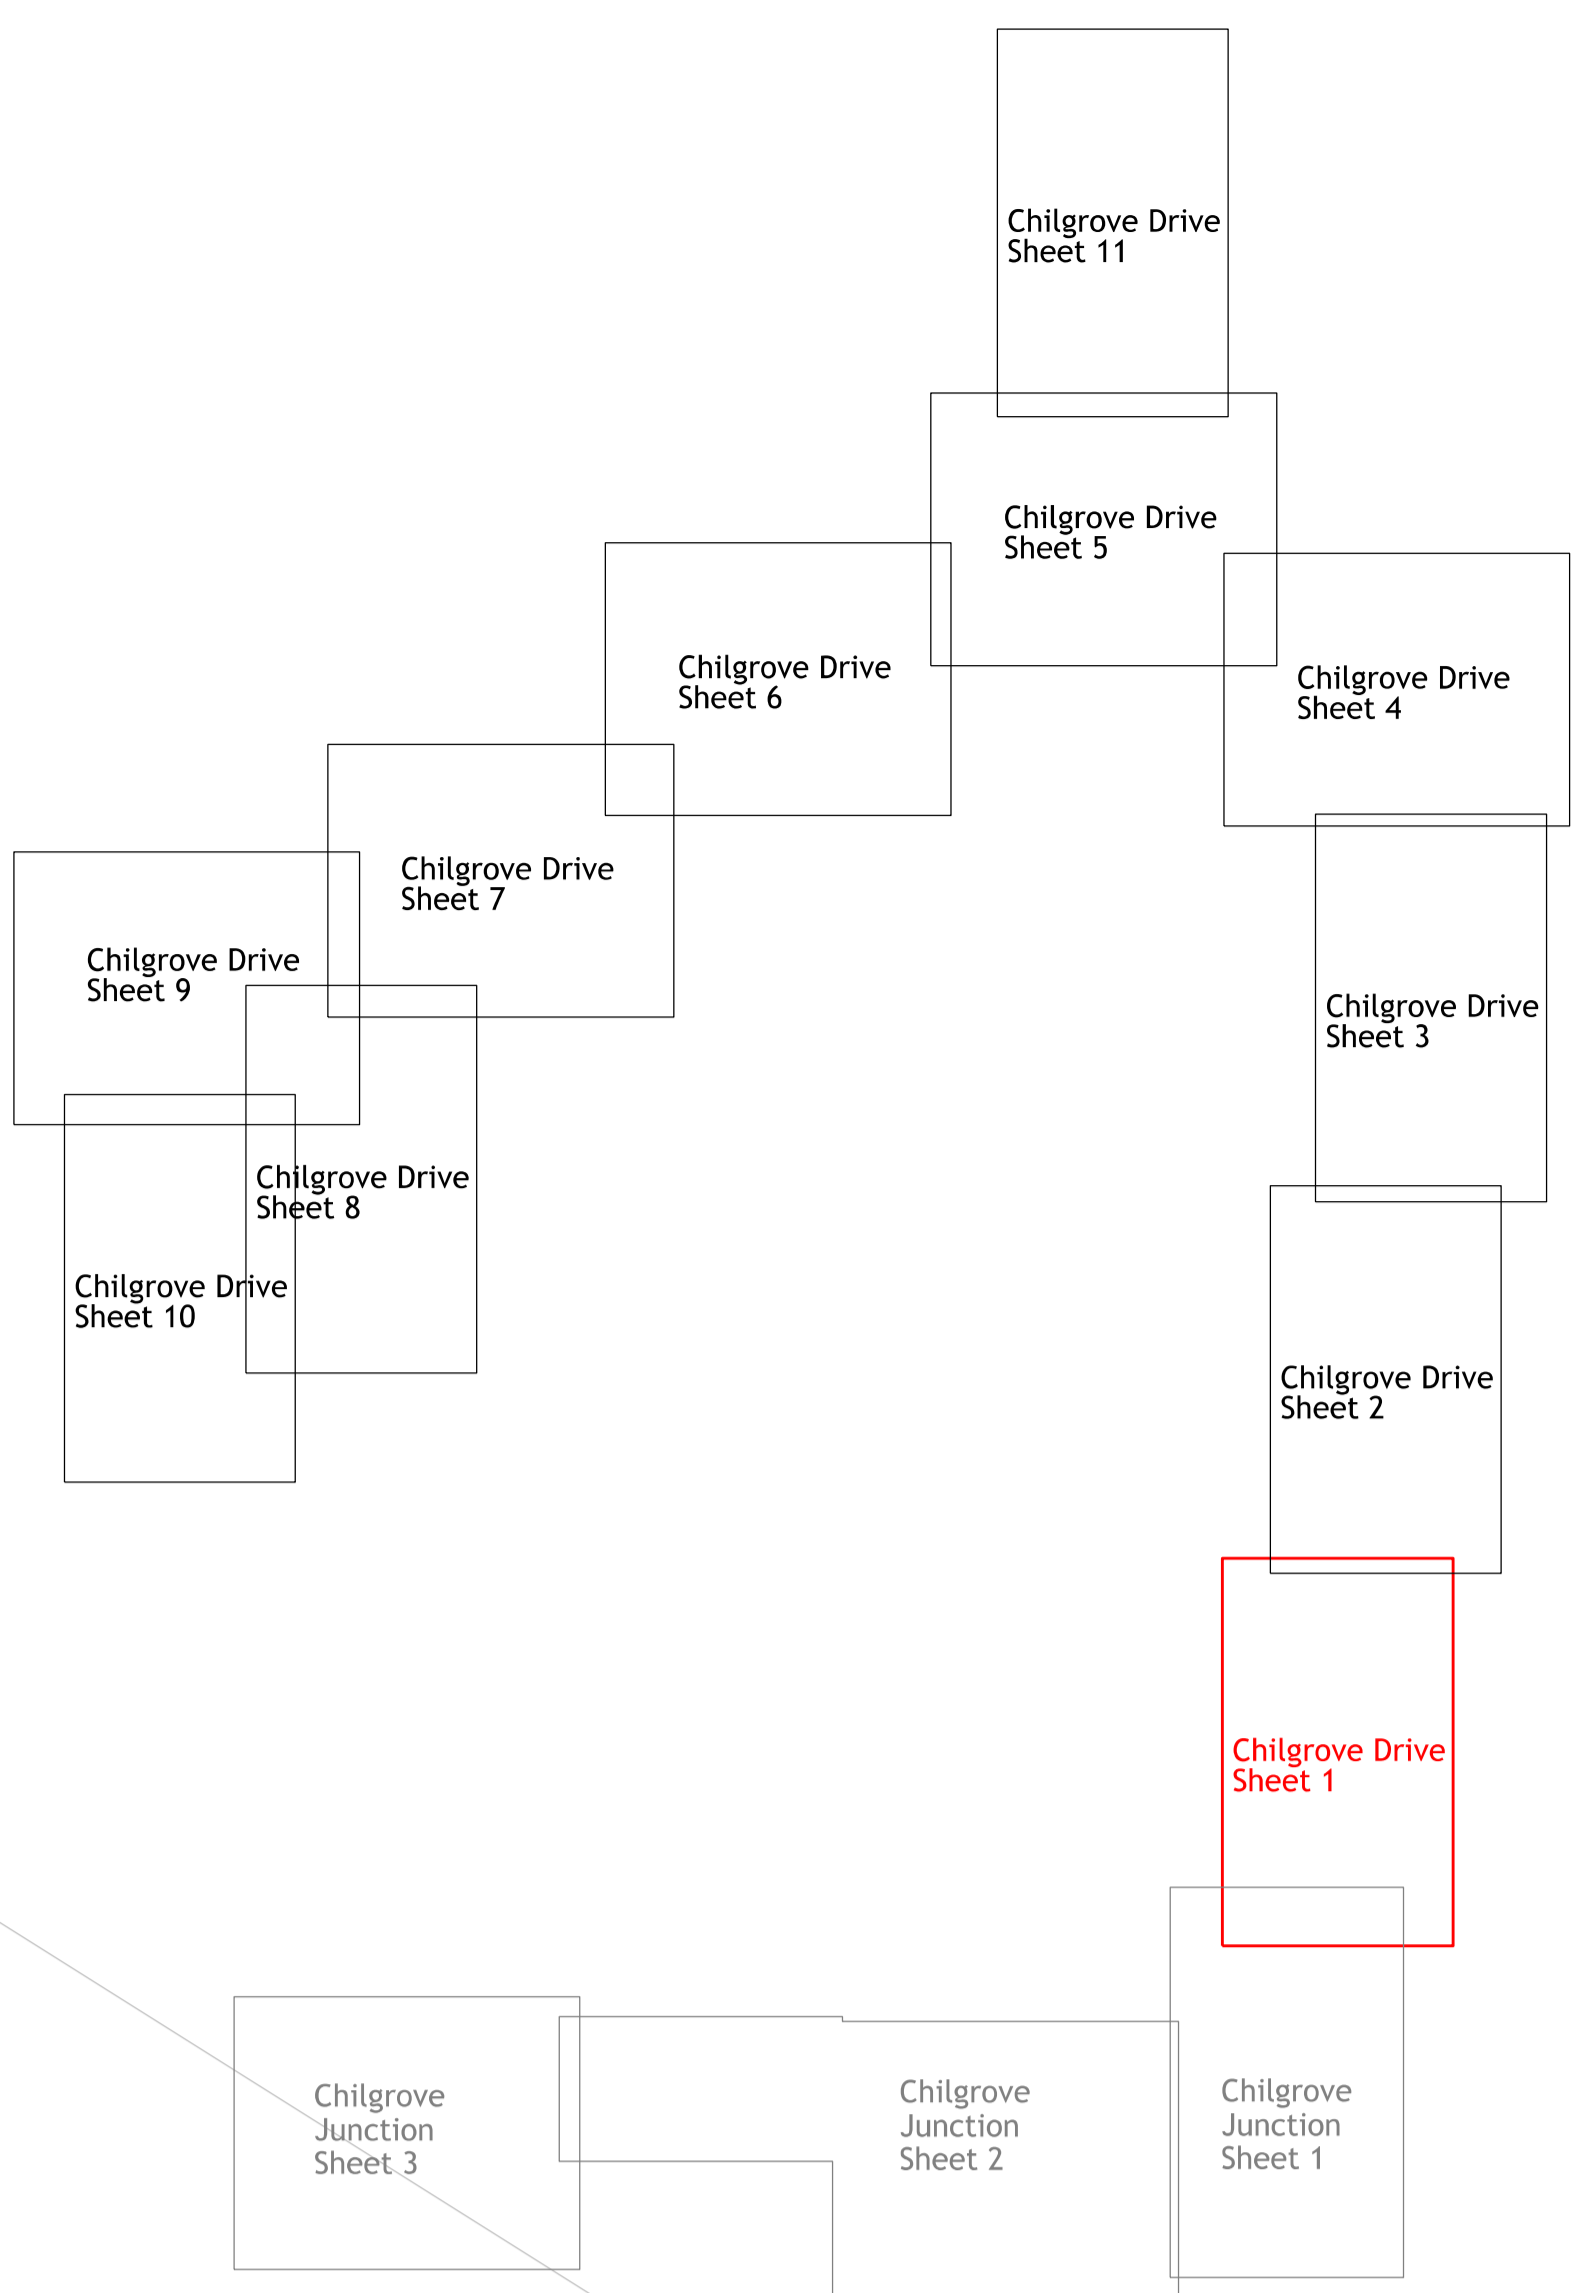 Chilgrove Drive
Sheet 11
Chilgrove Drive
Sheet 5
Chilgrove Drive
Sheet 6
Chilgrove Drive
Sheet 4
Chilgrove Drive
Sheet 7
Chilgrove Drive
Sheet 9
Chilgrove Drive
Sheet 3
Chilgrove Drive
Sheet 8
Chilgrove Drive
Sheet 10
Chilgrove Drive
Sheet 2
Chilgrove Drive
Sheet 1
Chilgrove
Junction
Sheet 3
Chilgrove
Junction
Sheet 2
Chilgrove
Junction
Sheet 1